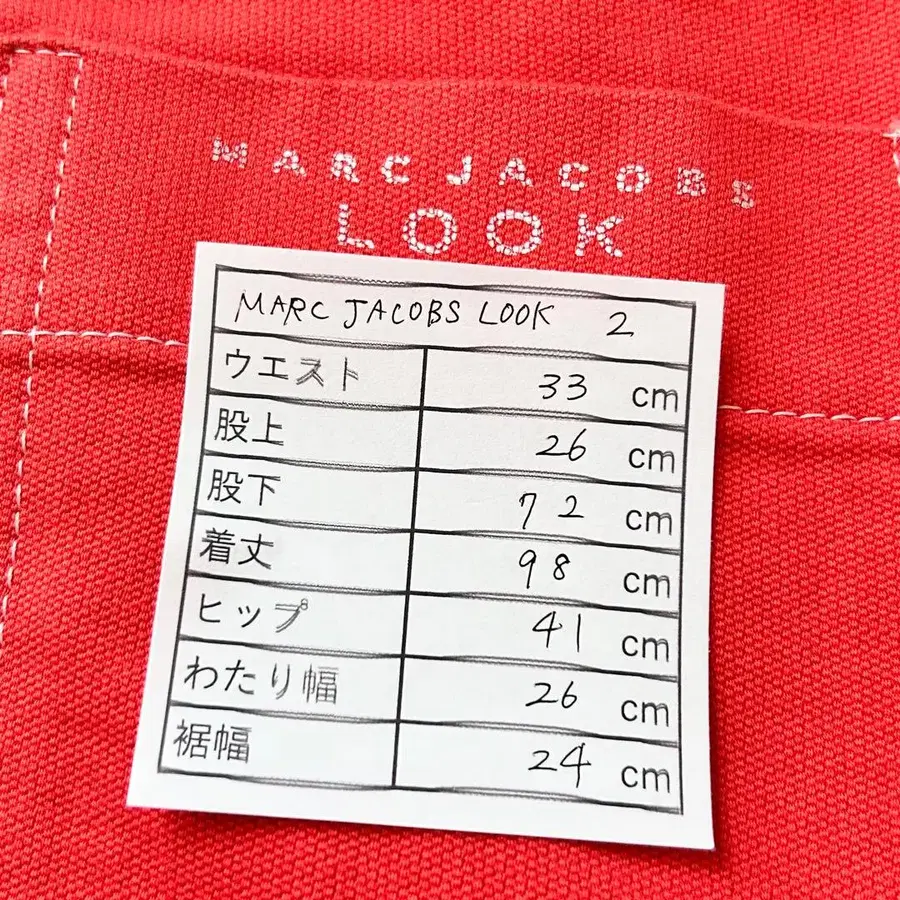 MARC JACOBS
LOOK
MARC JACOBS LOOK 2
ウエスト 33 cm
股上 26 cm
股下 72 cm
着丈 98 cm
ヒップ 41 cm
わたり幅 26 cm
裾幅 24 cm